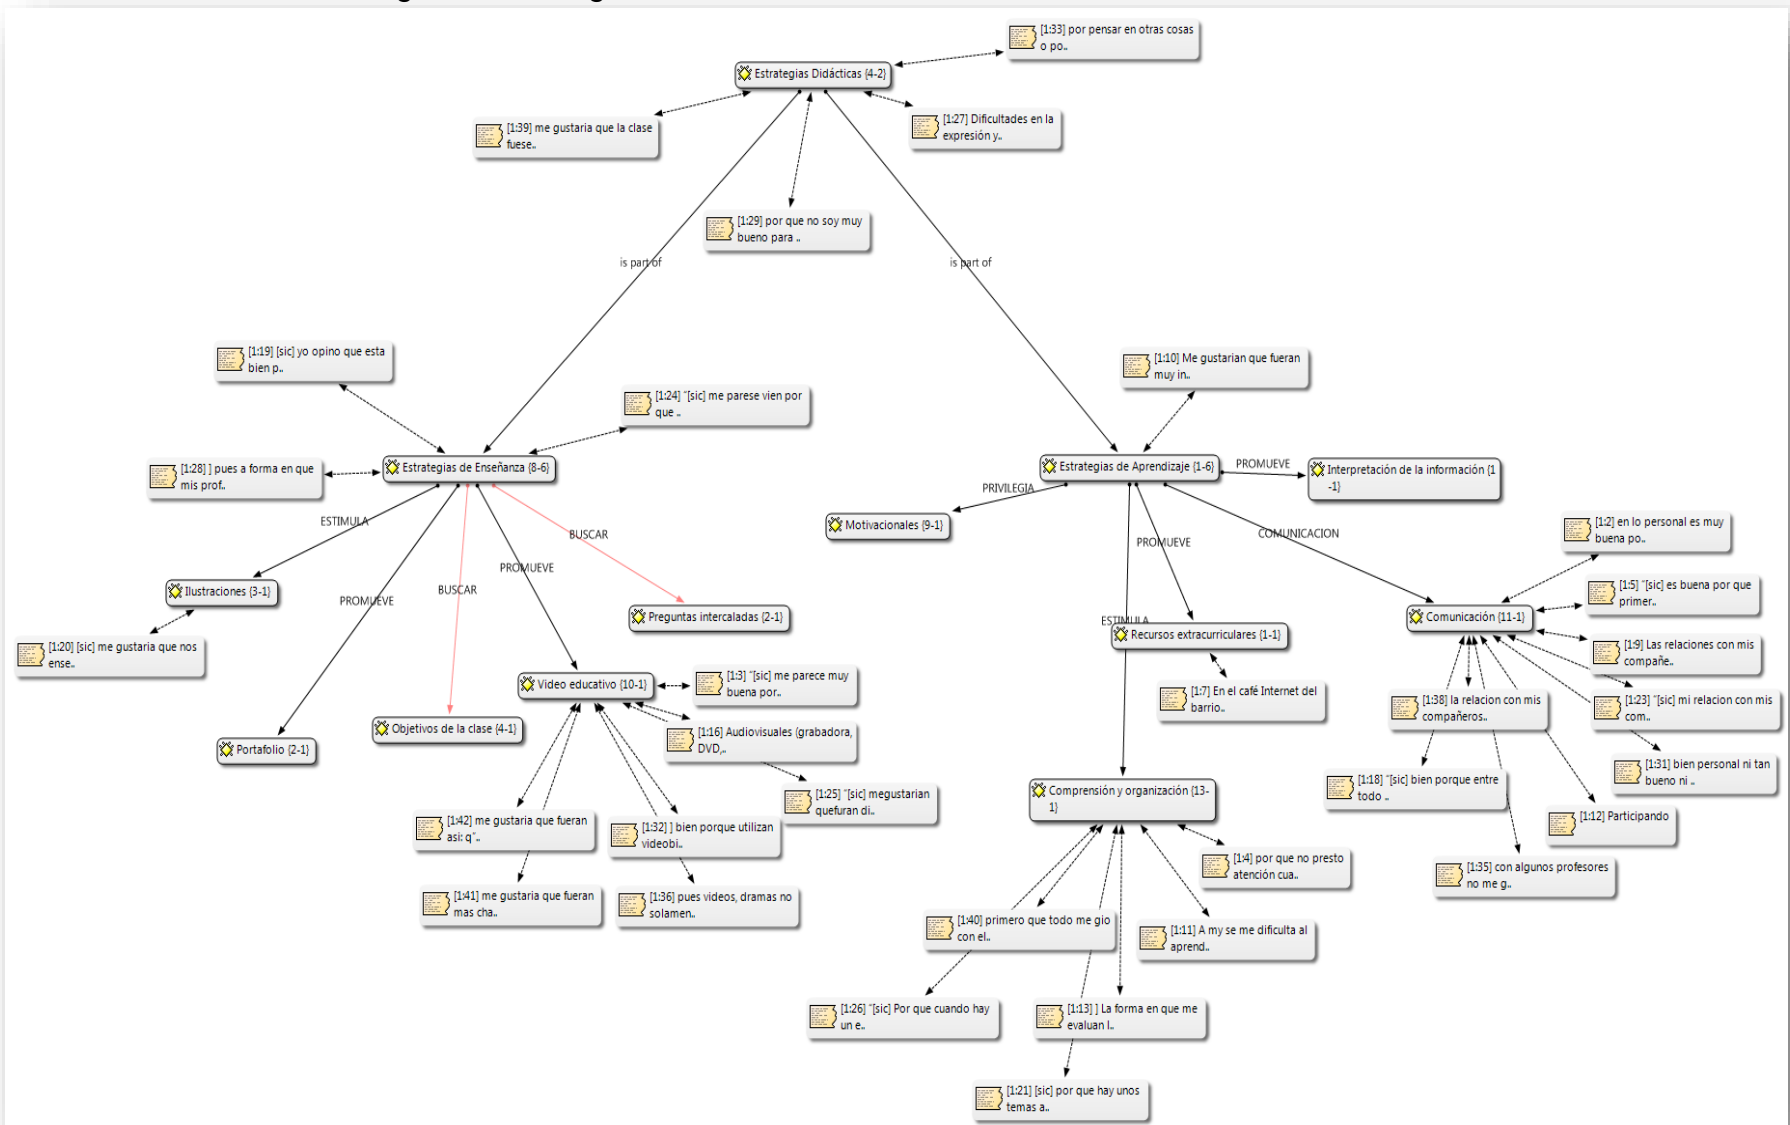 [1:33] por pensar en otras cosas
o po..
Estrategias Didácticas {4-2}
[1:39] me gustaria que la clase
fuese..
[1:27] Dificultades en la
expresión y..
[1:29] por que no soy muy
bueno para ..
is part of
is part of
[1:19] [sic] yo opino que esta
bien p..
[1:24] "[sic] me parese vien por
que ..
[1:10] Me gustarian que fueran
muy in..
[1:28] ] pues a forma en que
mis prof..
Estrategias de Enseñanza {8-6}
Estrategias de Aprendizaje {1-6}
PROMUEVE
Interpretación de la información {1
-1}
PRIVILEGIA
Motivacionales {9-1}
ESTIMULA
BUSCAR
PROMUEVE
COMUNICACION
[1:2] en lo personal es muy
buena po..
PROMUEVE
BUSCAR
PROMUEVE
Ilustraciones {3-1}
[1:5] "[sic] es buena por que
primer..
Preguntas intercaladas {2-1}
ESTIMULA
Recursos extracurriculares {1-1}
Comunicación {11-1}
[1:20] [sic] me gustaria que nos
ense..
[1:9] Las relaciones con mis
compañe..
Video educativo {10-1}
[1:3] "[sic] me parece muy
buena por..
[1:7] En el café Internet del
barrio..
[1:38] la relacion con mis
compañeros..
[1:23] "[sic] mi relacion con mis
com..
Objetivos de la clase {4-1}
Portafolio {2-1}
[1:16] Audiovisuales (grabadora,
DVD,..
[1:31] bien personal ni tan
bueno ni ..
[1:18] "[sic] bien porque entre
todo ..
[1:25] "[sic] megustarian
quefuran di..
Comprensión y organización {13-
1}
[1:12] Participando
[1:42] me gustaria que fueran
asi: q"..
[1:32] ] bien porque utilizan
videobi..
[1:4] por que no presto
atención cua..
[1:35] con algunos profesores
no me g..
[1:41] me gustaria que fueran
mas cha..
[1:36] pues videos, dramas no
solamen..
[1:40] primero que todo me gio
con el..
[1:11] A my se me dificulta al
aprend..
[1:26] "[sic] Por que cuando hay
un e..
[1:13] ] La forma en que me
evaluan l..
[1:21] [sic] por que hay unos
temas a..